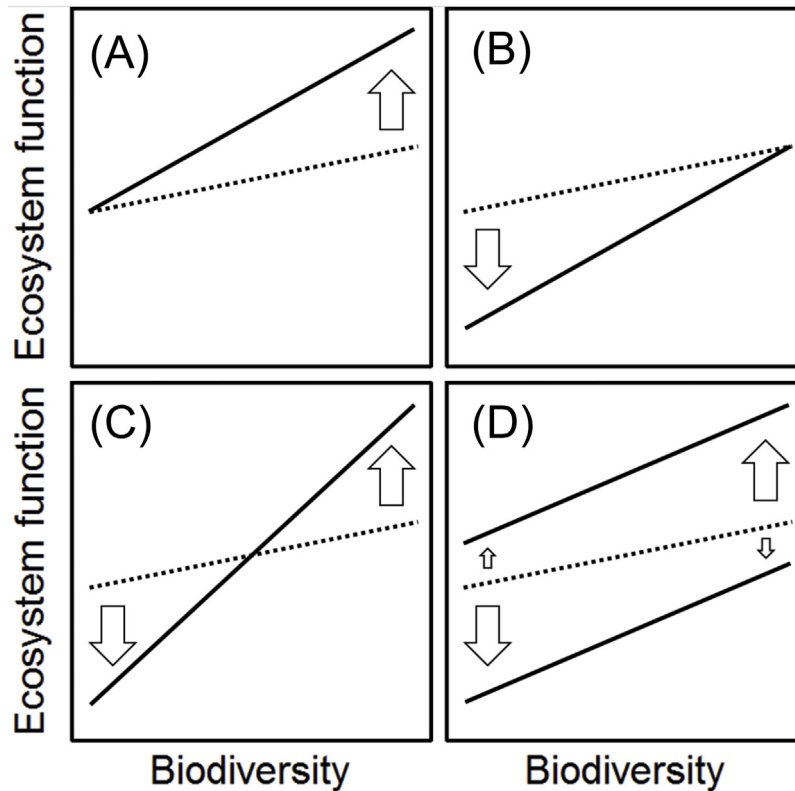 Ecosystem function
(A)
(B)
Ecosystem function
(C)
(D)
Biodiversity
Biodiversity